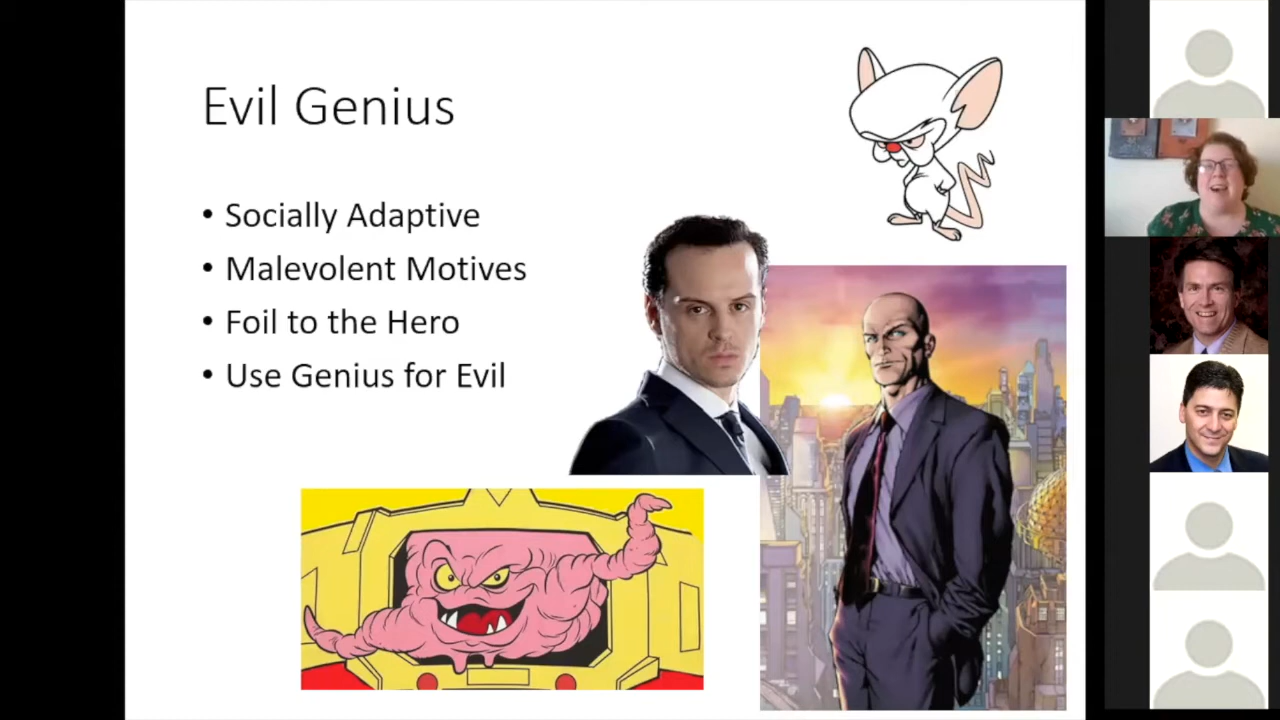 Evil Genius
• Socially Adaptive
• Malevolent Motives
• Foil to the Hero
• Use Genius for Evil